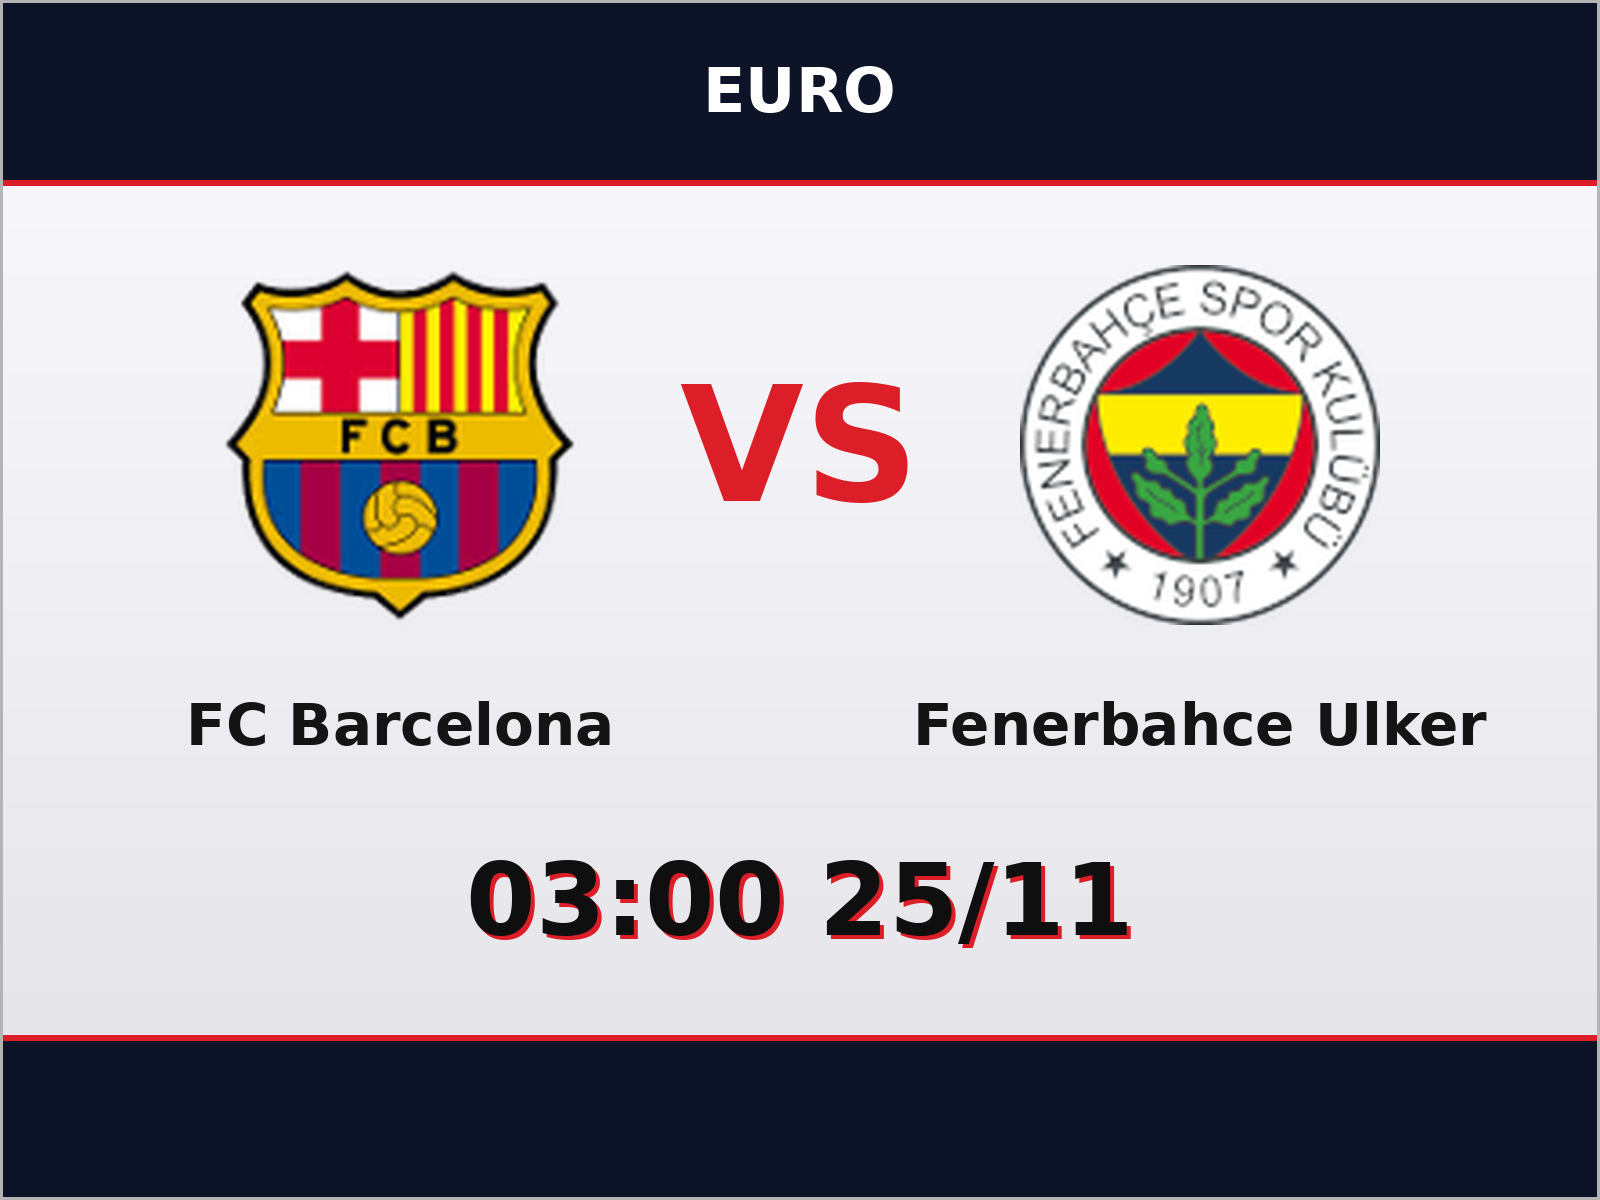 EURO
FCB
FENERBAHÇE SPOR KULÜBÜ
★ 1907 ★
VS
FC Barcelona
Fenerbahce Ulker
03:00 25/11